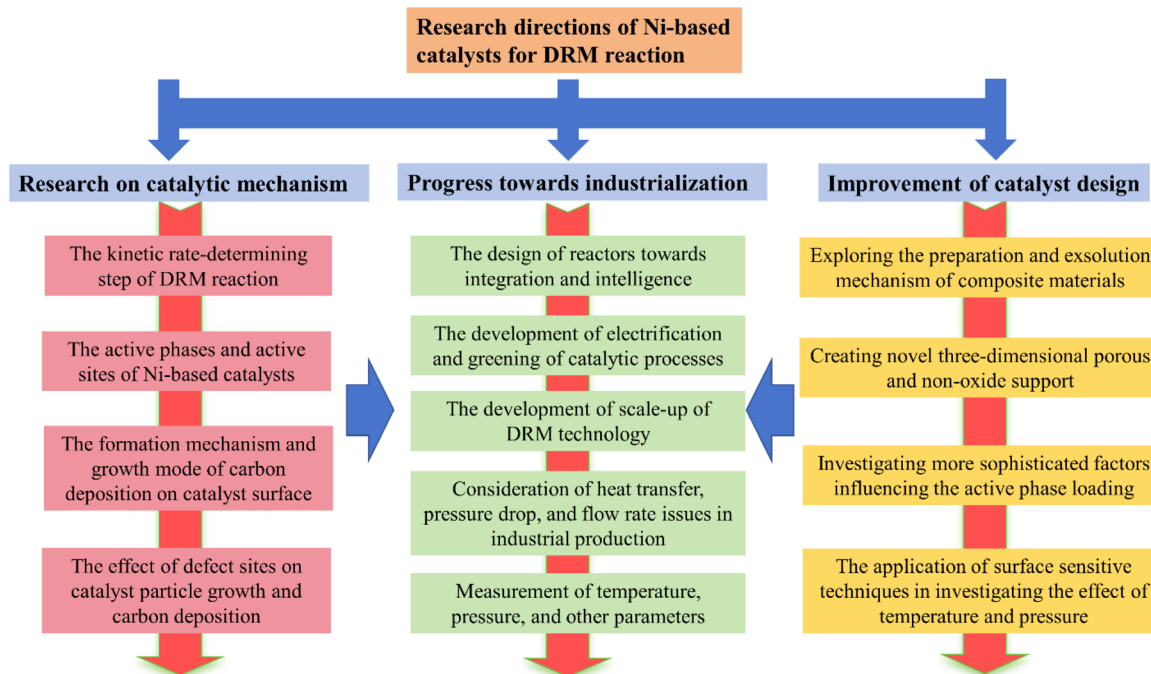 Research directions of Ni-based
catalysts for DRM reaction
Research on catalytic mechanism
The kinetic rate-determining
step of DRM reaction
The active phases and active
sites of Ni-based catalysts
The formation mechanism and
growth mode of carbon
deposition on catalyst surface
The effect of defect sites on
catalyst particle growth and
carbon deposition
Progress towards industrialization
The design of reactors towards
integration and intelligence
The development of electrification
and greening of catalytic processes
The development of scale-up of
DRM technology
Consideration of heat transfer,
pressure drop, and flow rate issues in
industrial production
Measurement of temperature,
pressure, and other parameters
Improvement of catalyst design
Exploring the preparation and exsolution
mechanism of composite materials
Creating novel three-dimensional porous
and non-oxide support
Investigating more sophisticated factors
influencing the active phase loading
The application of surface sensitive
techniques in investigating the effect of
temperature and pressure